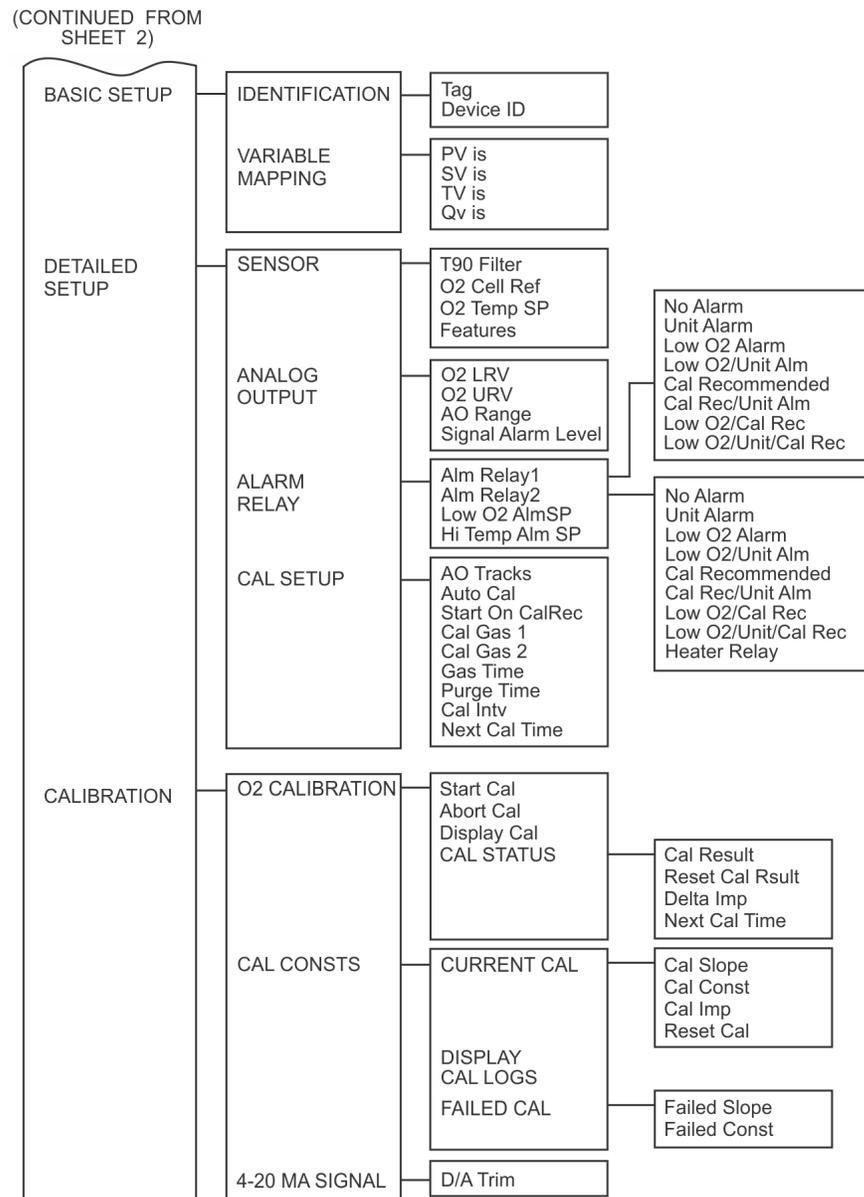 (CONTINUED FROM
SHEET 2)
BASIC SETUP
IDENTIFICATION
Tag
Device ID
VARIABLE
MAPPING
PV is
SV is
TV is
Qv is
DETAILED
SETUP
SENSOR
T90 Filter
O2 Cell Ref
O2 Temp SP
Features
ANALOG
OUTPUT
O2 LRV
O2 URV
AO Range
Signal Alarm Level
ALARM
RELAY
Alm Relay1
Alm Relay2
Low O2 AlmSP
Hi Temp Alm SP
No Alarm
Unit Alarm
Low O2 Alarm
Low O2/Unit Alm
Cal Recommended
Cal Rec/Unit Alm
Low O2/Cal Rec
Low O2/Unit/Cal Rec
No Alarm
Unit Alarm
Low O2 Alarm
Low O2/Unit Alm
Cal Recommended
Cal Rec/Unit Alm
Low O2/Cal Rec
Low O2/Unit/Cal Rec
Heater Relay
CAL SETUP
AO Tracks
Auto Cal
Start On CalRec
Cal Gas 1
Cal Gas 2
Gas Time
Purge Time
Cal Intv
Next Cal Time
CALIBRATION
O2 CALIBRATION
Start Cal
Abort Cal
Display Cal
CAL STATUS
Cal Result
Reset Cal Rsult
Delta Imp
Next Cal Time
CAL CONSTS
CURRENT CAL
Cal Slope
Cal Const
Cal Imp
Reset Cal
DISPLAY
CAL LOGS
FAILED CAL
Failed Slope
Failed Const
4-20 MA SIGNAL
D/A Trim